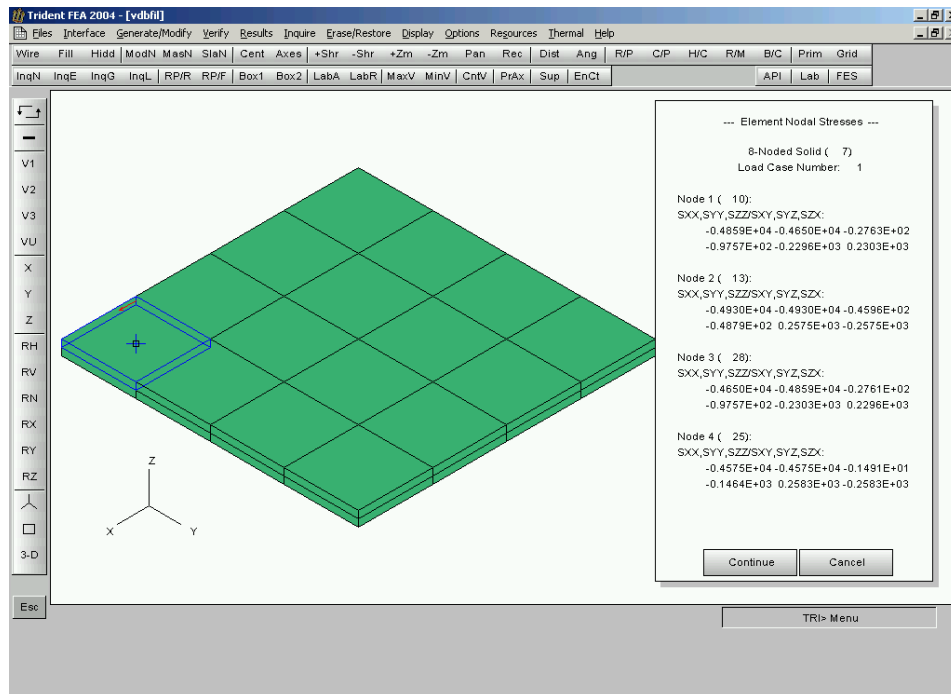 Trident FEA 2004 - [vdbfil]
Files Interface Generate/Modify Verify Results Inquire Erase/Restore Display Options Resources Thermal Help
Wire Fill Hidd ModN MasN SlaN Cent Axes +Shr -Shr +Zm -Zm Pan Rec Dist Ang R/P C/P H/C R/M B/C Prim Grid
InqN InqE InqG InqL RP/R RP/F Box1 Box2 LabA LabR MaxV MinV CntV PrAx Sup EnCt API Lab FES
V1
V2
V3
VU
X
Y
Z
RH
RV
RN
RX
RY
RZ
3-D
Esc
Z
X Y
--- Element Nodal Stresses ---
8-Noded Solid ( 7)
Load Case Number: 1
Node 1 ( 10):
SXX,SYY,SZZ/SXY,SYZ,SZX:
-0.4859E+04 -0.4650E+04 -0.2763E+02
-0.9757E+02 -0.2296E+03 0.2303E+03
Node 2 ( 13):
SXX,SYY,SZZ/SXY,SYZ,SZX:
-0.4930E+04 -0.4930E+04 -0.4596E+02
-0.4879E+02 0.2575E+03 -0.2575E+03
Node 3 ( 28):
SXX,SYY,SZZ/SXY,SYZ,SZX:
-0.4650E+04 -0.4859E+04 -0.2761E+02
-0.9757E+02 -0.2303E+03 0.2296E+03
Node 4 ( 25):
SXX,SYY,SZZ/SXY,SYZ,SZX:
-0.4575E+04 -0.4575E+04 -0.1491E+01
-0.1464E+03 0.2583E+03 -0.2583E+03
Continue Cancel
TRI> Menu